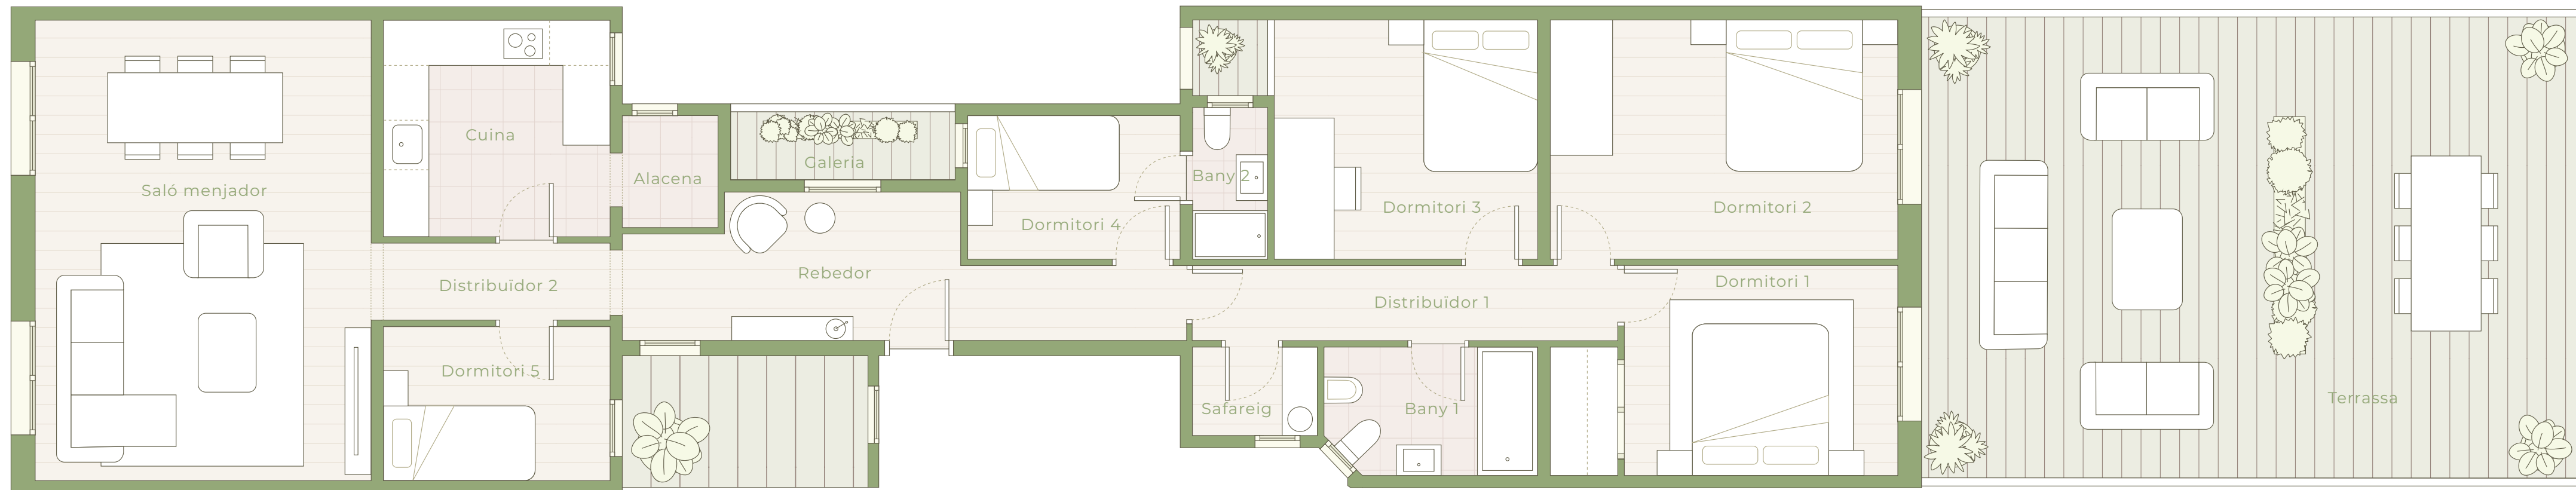 Saló menjador
Cuina
Alacena
Galeria
Distribuïdor 2
Rebedor
Dormitori 5
Dormitori 4
Bany 2
Dormitori 3
Dormitori 2
Distribuïdor 1
Dormitori 1
Safareig
Bany 1
Terrassa